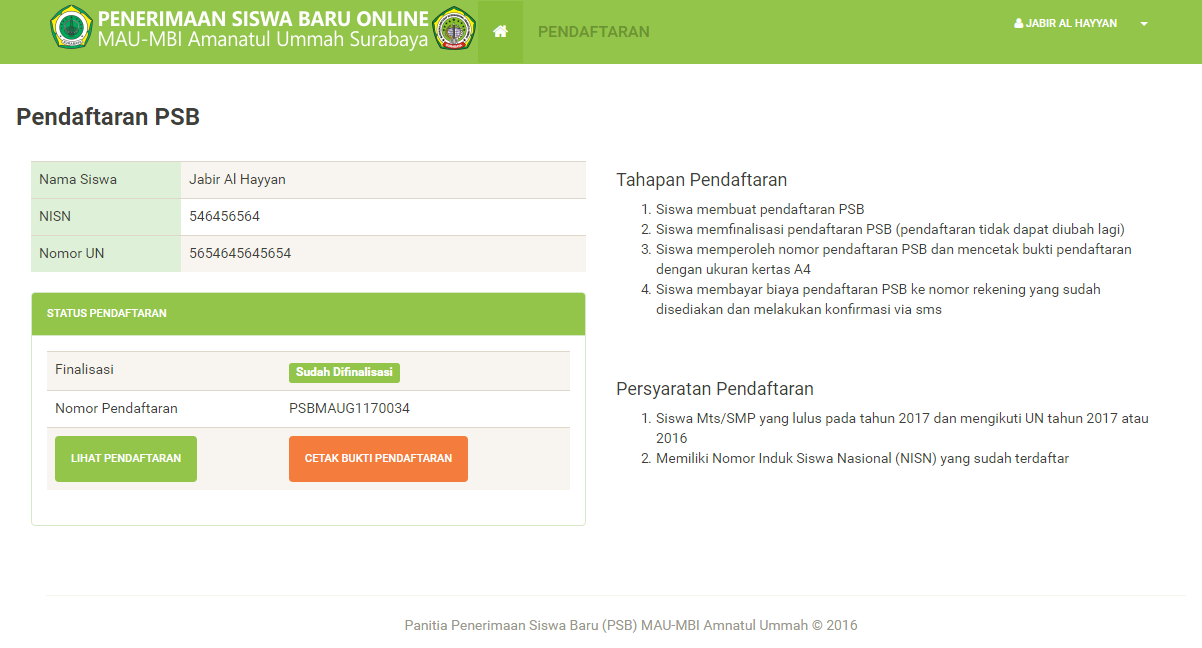 PENERIMAAN SISWA BARU ONLINE
MAU-MBI Amanatul Ummah Surabaya
PENDAFTARAN
JABIR AL HAYYAN
Pendaftaran PSB
Nama Siswa Jabir Al Hayyan
NISN 546456564
Nomor UN 5654645645654
STATUS PENDAFTARAN
Finalisasi Sudah Difinalisasi
Nomor Pendaftaran PSBMAUG1170034
LIHAT PENDAFTARAN CETAK BUKTI PENDAFTARAN
Tahapan Pendaftaran
1. Siswa membuat pendaftaran PSB
2. Siswa memfinalisasi pendaftaran PSB (pendaftaran tidak dapat diubah lagi)
3. Siswa memperoleh nomor pendaftaran PSB dan mencetak bukti pendaftaran
dengan ukuran kertas A4
4. Siswa membayar biaya pendaftaran PSB ke nomor rekening yang sudah
disediakan dan melakukan konfirmasi via sms
Persyaratan Pendaftaran
1. Siswa Mts/SMP yang lulus pada tahun 2017 dan mengikuti UN tahun 2017 atau
2016
2. Memiliki Nomor Induk Siswa Nasional (NISN) yang sudah terdaftar
Panitia Penerimaan Siswa Baru (PSB) MAU-MBI Amnatul Ummah © 2016